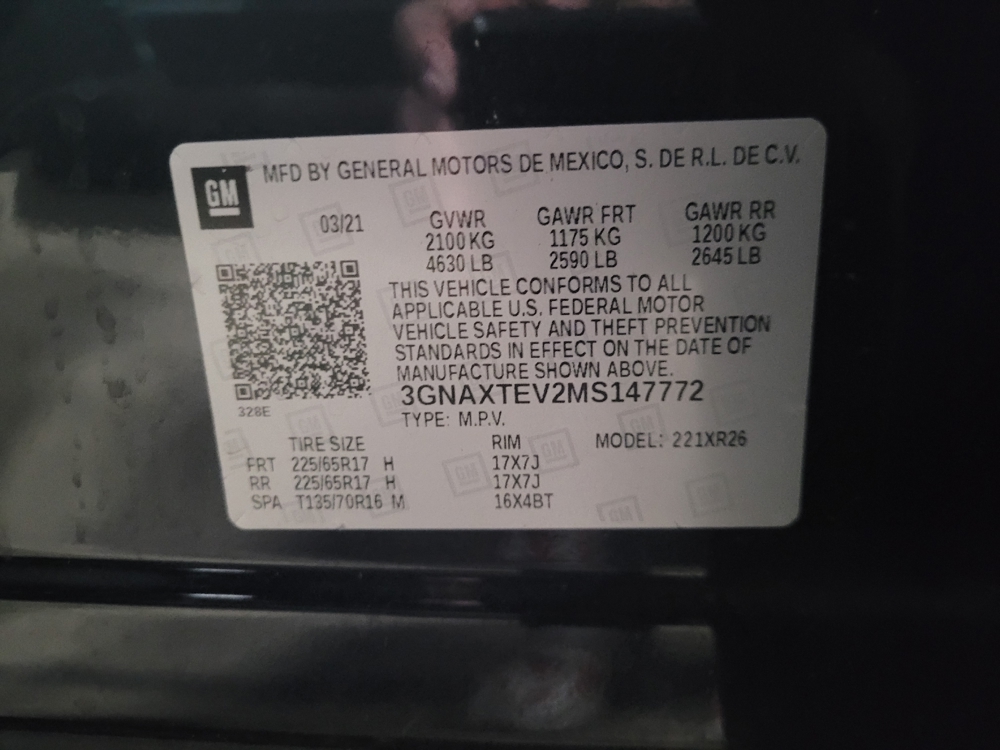 GM
MFD BY GENERAL MOTORS DE MEXICO, S. DE R.L. DE C.V.
03/21 GVWR GAWR FRT GAWR RR
2100 KG 1175 KG 1200 KG
4630 LB 2590 LB 2645 LB
THIS VEHICLE CONFORMS TO ALL
APPLICABLE U.S. FEDERAL MOTOR
VEHICLE SAFETY AND THEFT PREVENTION
STANDARDS IN EFFECT ON THE DATE OF
MANUFACTURE SHOWN ABOVE.
3GNAXTEV2MS147772
328E
TYPE: M.P.V.
TIRE SIZE RIM MODEL: 221XR26
FRT 225/65R17 H 17X7J
RR 225/65R17 H 17X7J
SPA T135/70R16 M 16X4BT